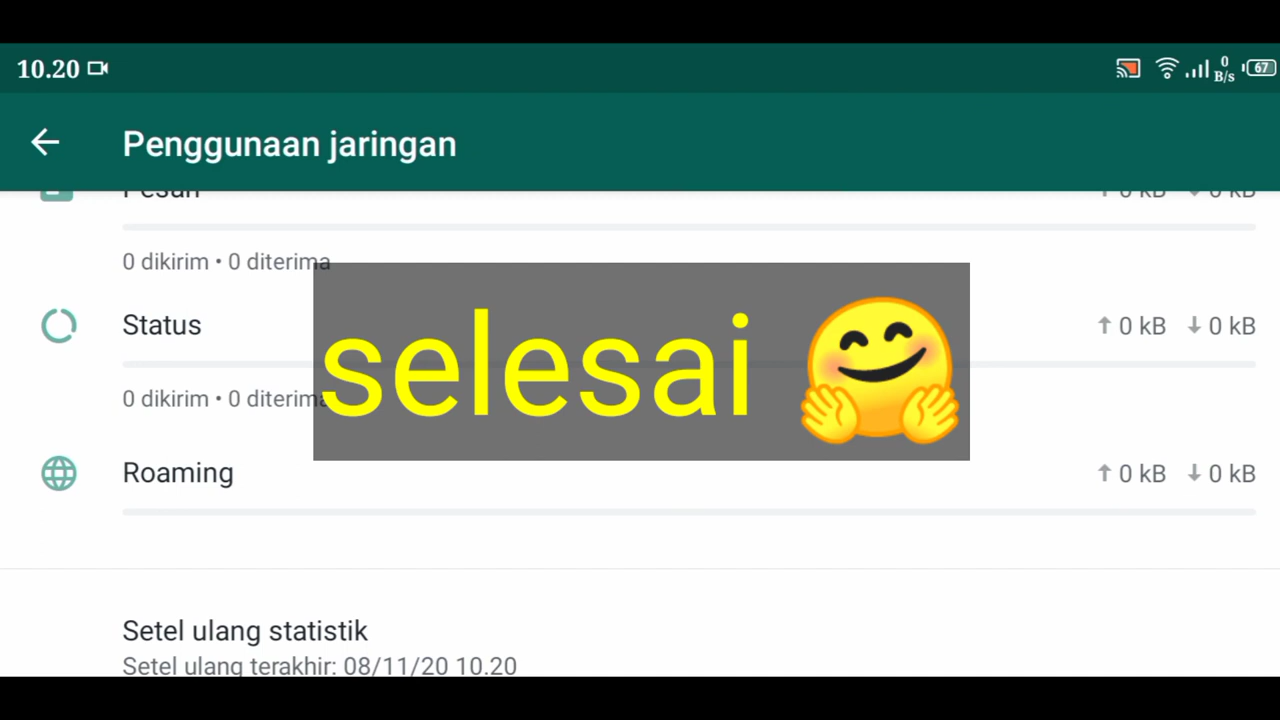 10.20
0 B/s 67
Penggunaan jaringan
Pesan ↑ 0 kB ↓ 0 kB
0 dikirim • 0 diterima
Status ↑ 0 kB ↓ 0 kB
0 dikirim • 0 diterima
selesai 🤗
Roaming ↑ 0 kB ↓ 0 kB
Setel ulang statistik
Setel ulang terakhir: 08/11/20 10.20